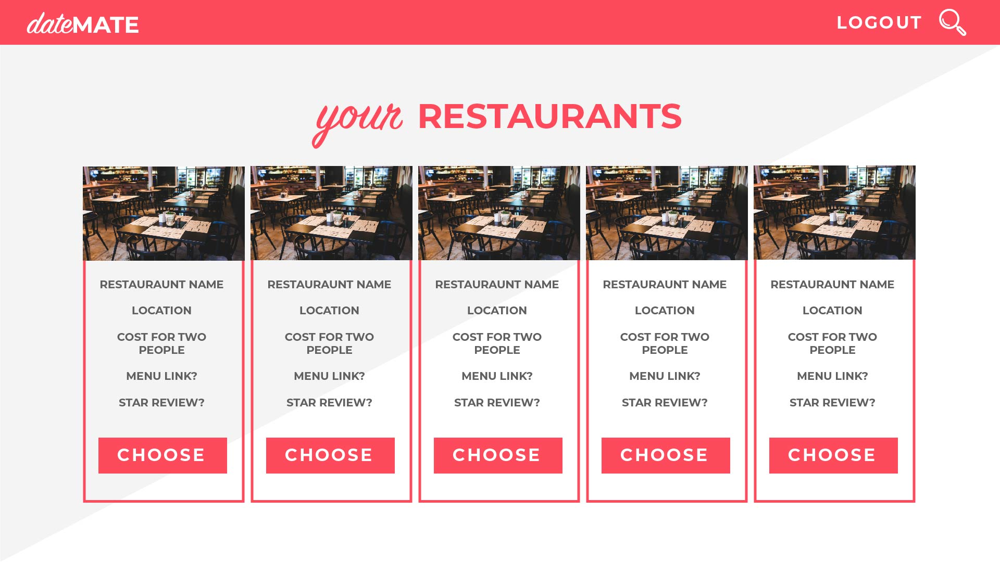 dateMATE
LOGOUT
your RESTAURANTS
RESTAURAUNT NAME
LOCATION
COST FOR TWO
PEOPLE
MENU LINK?
STAR REVIEW?
CHOOSE
RESTAURAUNT NAME
LOCATION
COST FOR TWO
PEOPLE
MENU LINK?
STAR REVIEW?
CHOOSE
RESTAURAUNT NAME
LOCATION
COST FOR TWO
PEOPLE
MENU LINK?
STAR REVIEW?
CHOOSE
RESTAURAUNT NAME
LOCATION
COST FOR TWO
PEOPLE
MENU LINK?
STAR REVIEW?
CHOOSE
RESTAURAUNT NAME
LOCATION
COST FOR TWO
PEOPLE
MENU LINK?
STAR REVIEW?
CHOOSE